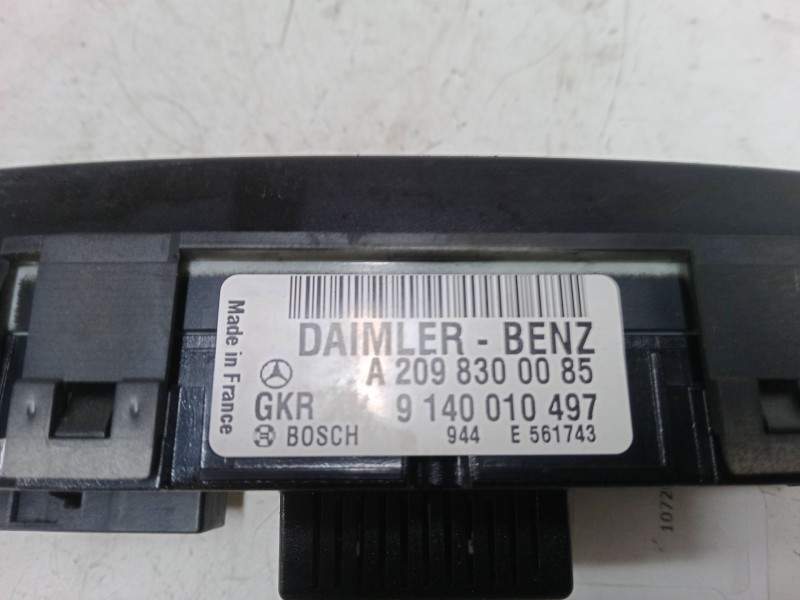 DAIMLER - BENZ
A 209 830 00 85
GKR 9 140 010 497
BOSCH 944 E 561743
Made in France